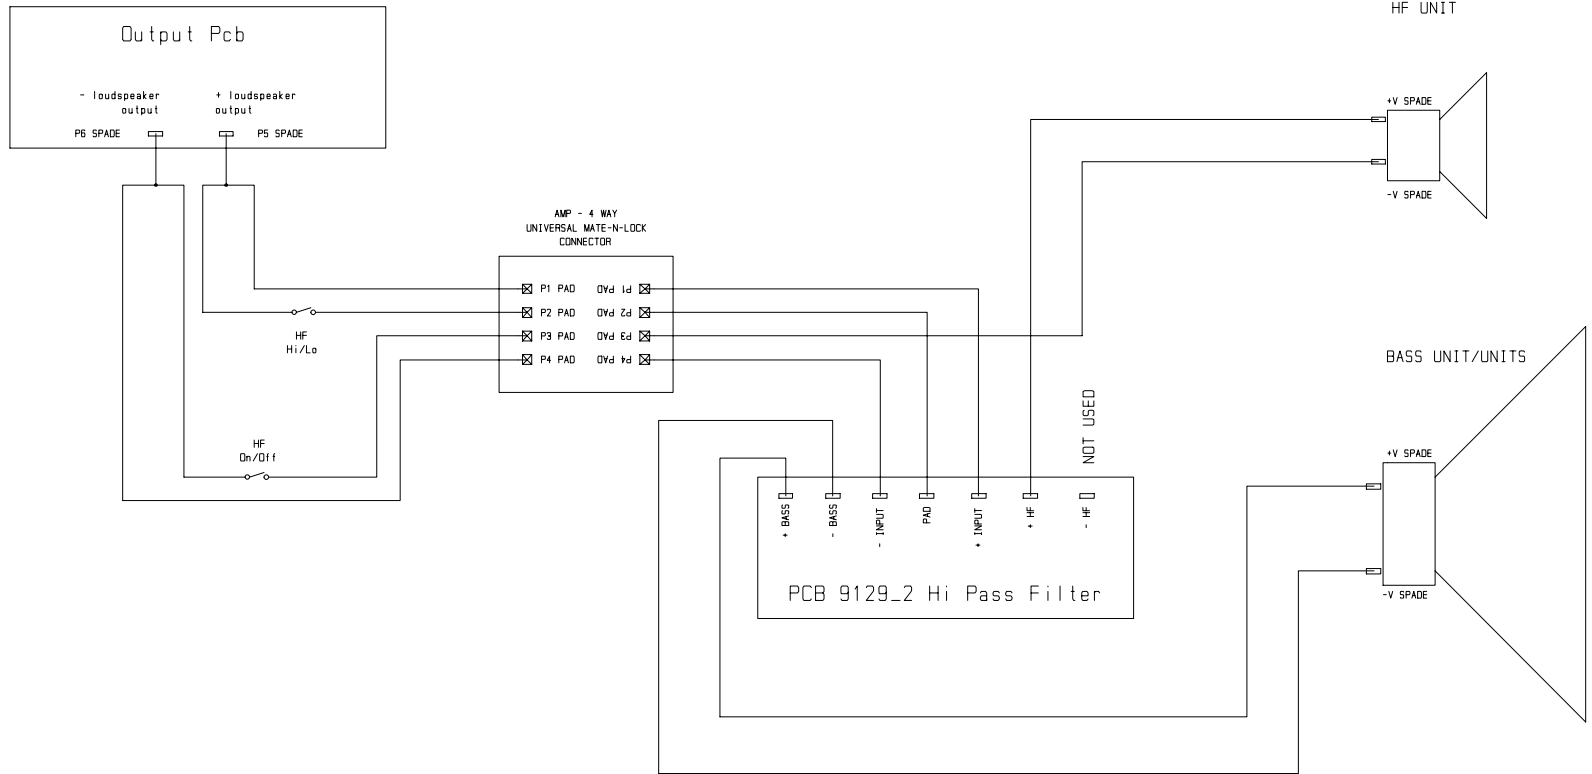 HF UNIT
Output Pcb
- loudspeaker
output
+ loudspeaker
output
P6 SPADE
P5 SPADE
+V SPADE
-V SPADE
AMP - 4 WAY
UNIVERSAL MATE-N-LOCK
CONNECTOR
P1 PAD
P1 PAD
P2 PAD
P2 PAD
P3 PAD
P3 PAD
P4 PAD
P4 PAD
HF
Hi/Lo
HF
On/Off
BASS UNIT/UNITS
NOT USED
+V SPADE
-V SPADE
+ BASS
- BASS
- INPUT
PAD
+ INPUT
+ HF
- HF
PCB 9129_2 Hi Pass Filter